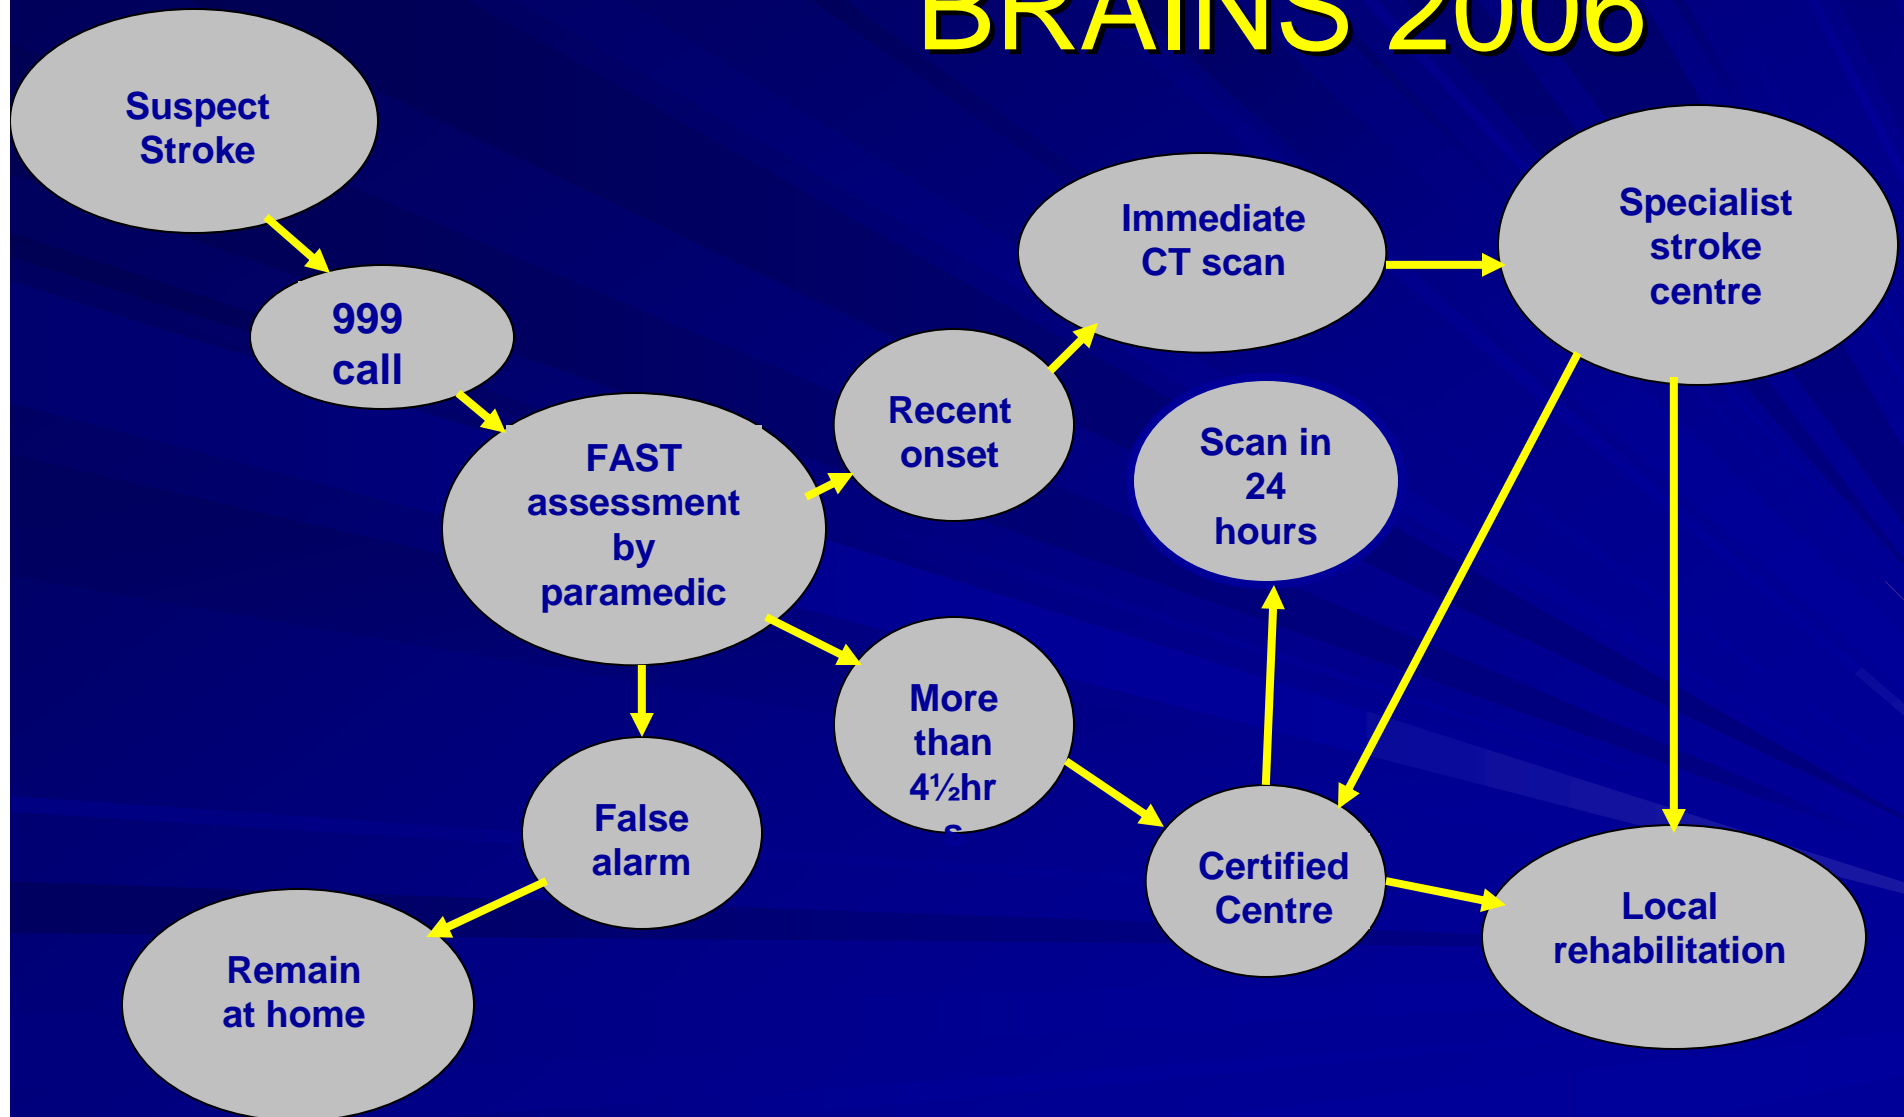 BRAINS 2006
Suspect
Stroke
999
call
FAST
assessment
by
paramedic
Recent
onset
Immediate
CT scan
Specialist
stroke
centre
Scan in
24
hours
More
than
4½hr
s
False
alarm
Remain
at home
Certified
Centre
Local
rehabilitation